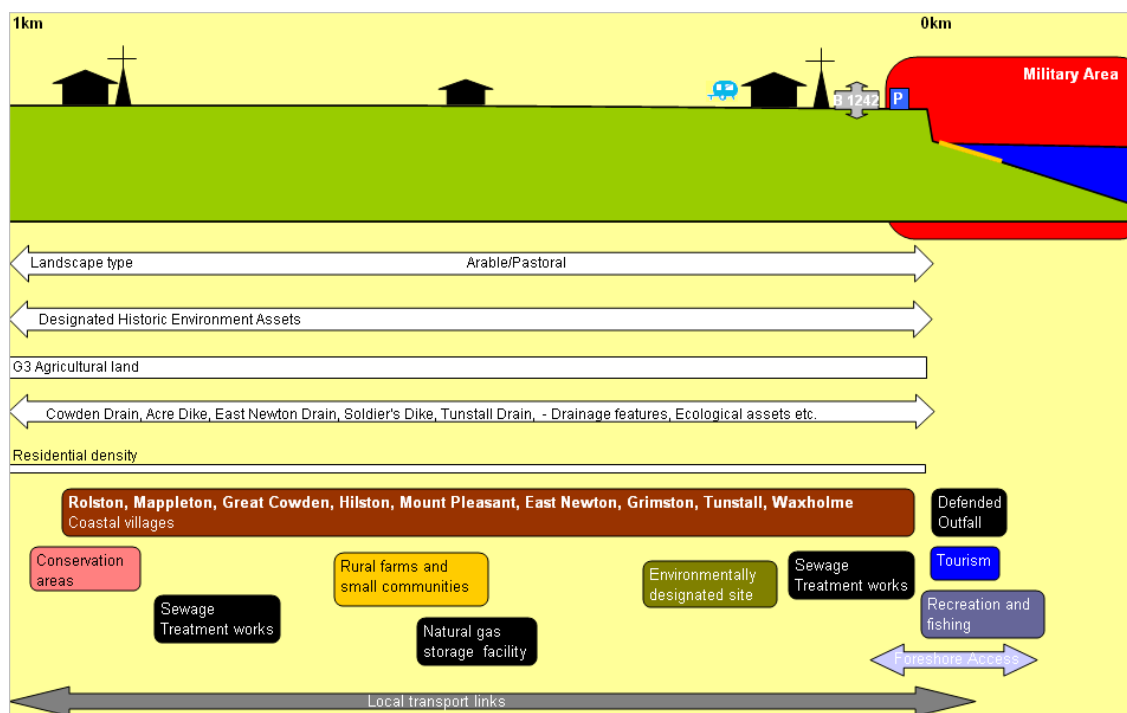 1km
0km
Military Area
B 1242
P
Landscape type
Arable/Pastoral
Designated Historic Environment Assets
G3 Agricultural land
Cowden Drain, Acre Dike, East Newton Drain, Soldier's Dike, Tunstall Drain, - Drainage features, Ecological assets etc.
Residential density
Rolston, Mappleton, Great Cowden, Hilston, Mount Pleasant, East Newton, Grimston, Tunstall, Waxholme
Coastal villages
Defended
Outfall
Conservation
areas
Rural farms and
small communities
Environmentally
designated site
Sewage
Treatment works
Tourism
Sewage
Treatment works
Natural gas
storage facility
Recreation and
fishing
Foreshore Access
Local transport links